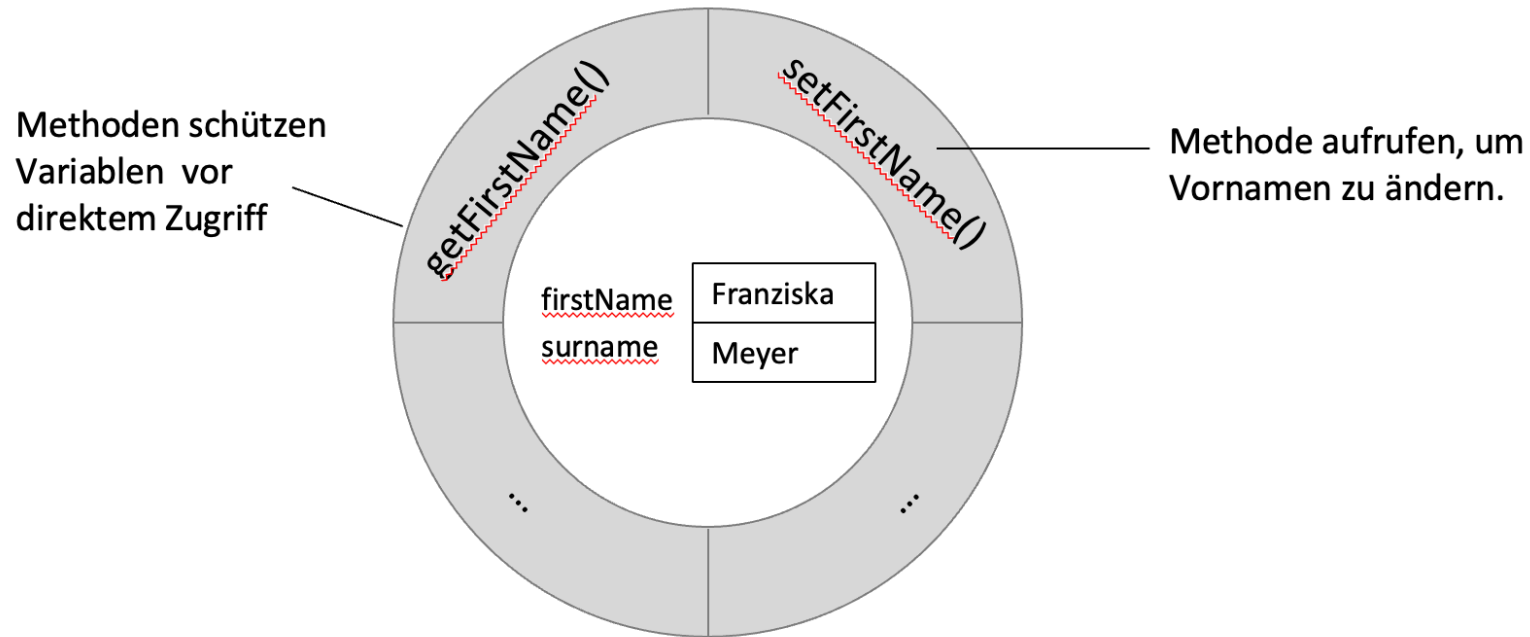 Methoden schützen
Variablen vor
direktem Zugriff
getFirstName()
setFirstName()
Methode aufrufen, um
Vornamen zu ändern.
firstName
Franziska
surname
Meyer
...
...